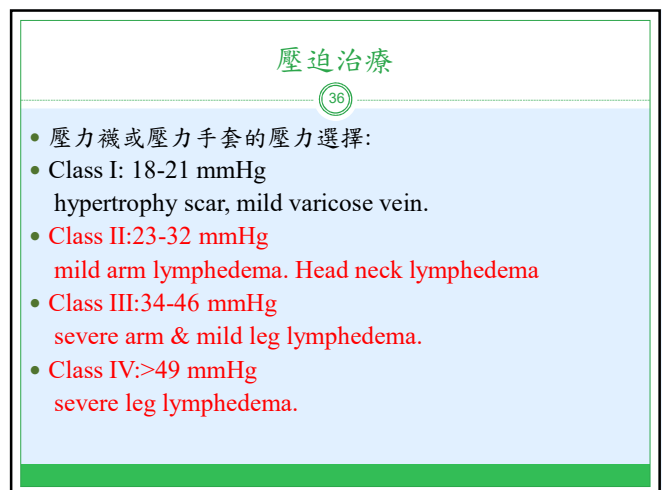 壓迫治療
36
• 壓力襪或壓力手套的壓力選擇:
• Class I: 18-21 mmHg
hypertrophy scar, mild varicose vein.
• Class II:23-32 mmHg
mild arm lymphedema. Head neck lymphedema
• Class III:34-46 mmHg
severe arm & mild leg lymphedema.
• Class IV:>49 mmHg
severe leg lymphedema.